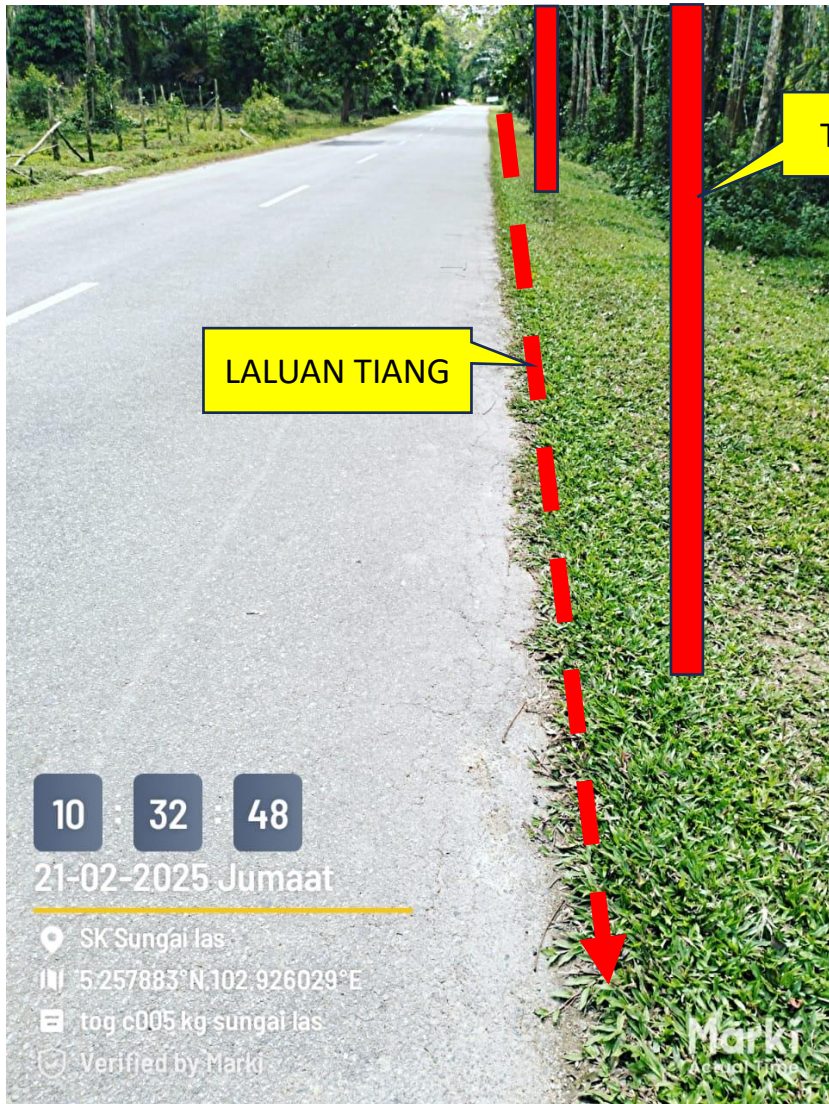 T
LALUAN TIANG
10 : 32 : 48
21-02-2025 Jumaat
SK Sungai las
5.257883°N,102.926029°E
tog c005 kg sungai las
Verified by Marki
Marki
Actual Time